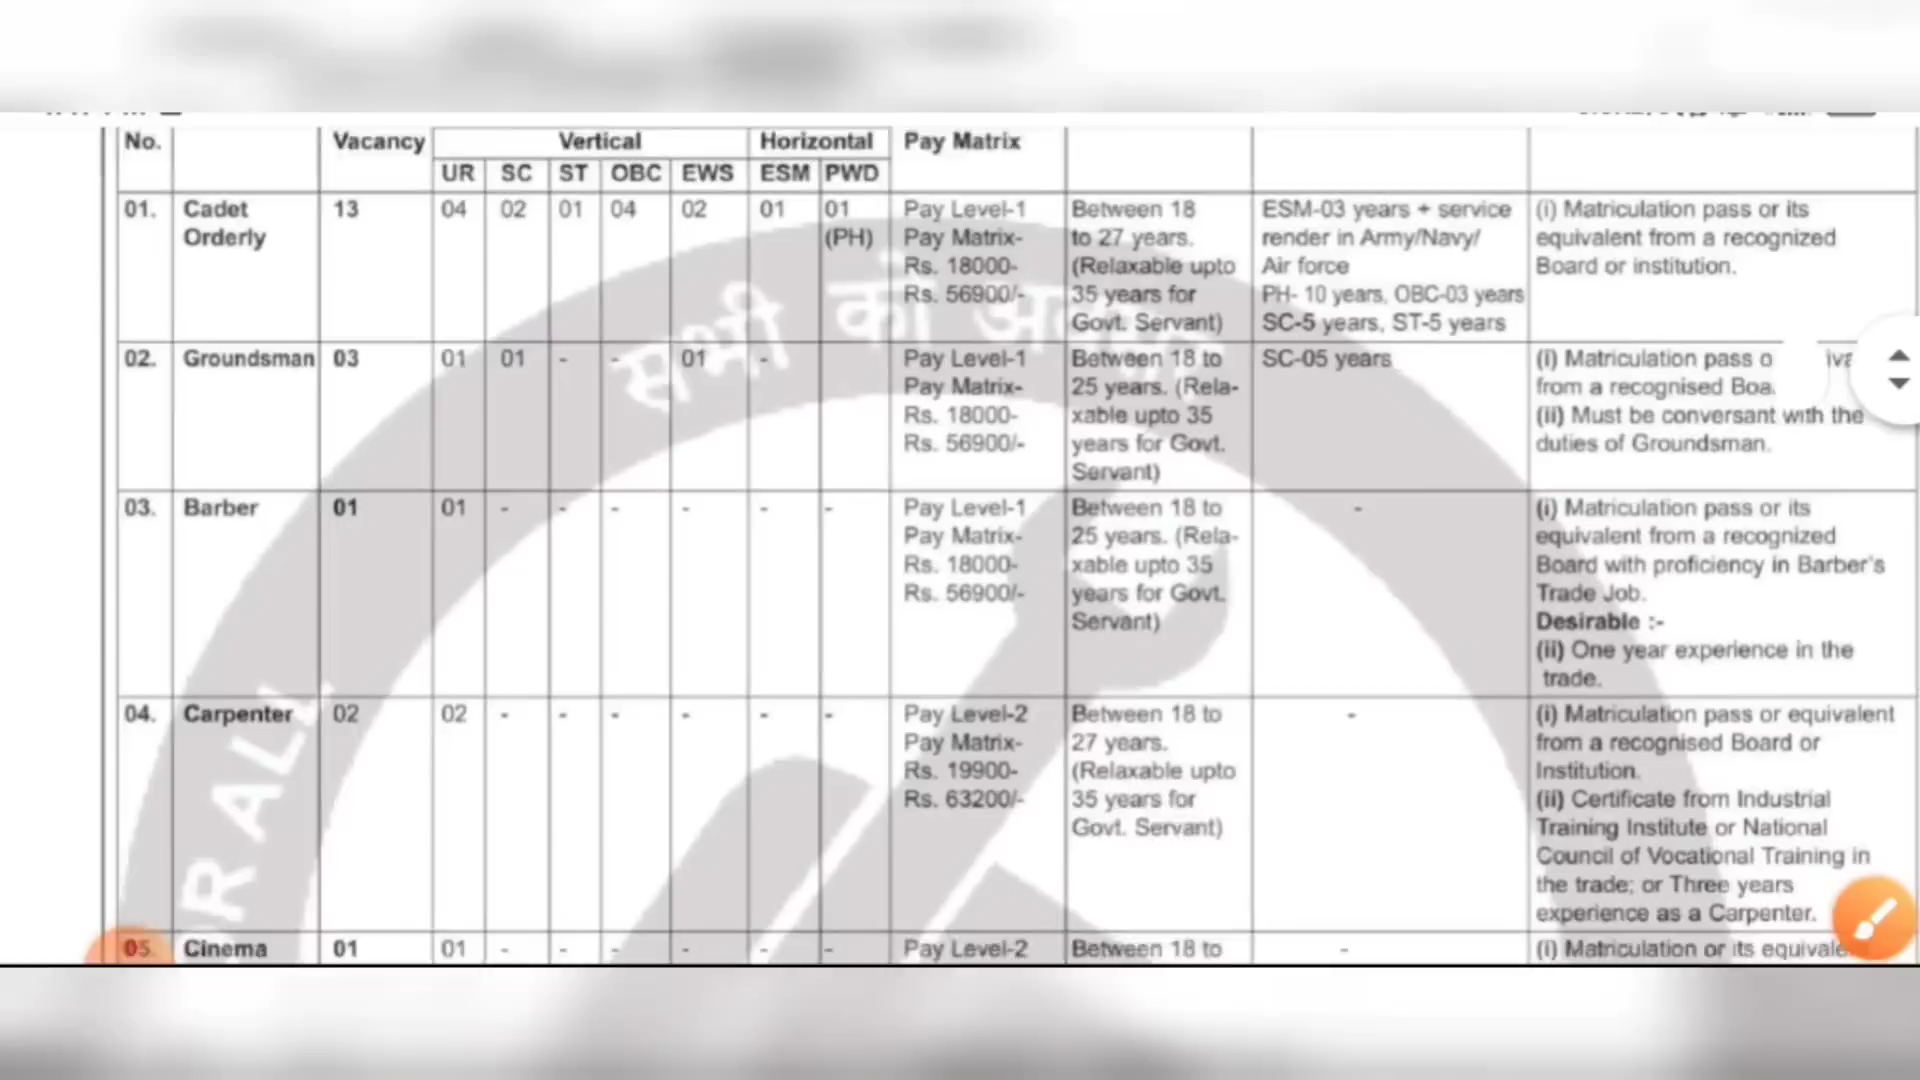 No. Vacancy Vertical Horizontal Pay Matrix
UR SC ST OBC EWS ESM PWD
01. Cadet 13 04 02 01 04 02 01 01 Pay Level-1 Between 18 ESM-03 years + service (i) Matriculation pass or its
Orderly (PH) Pay Matrix- to 27 years. render in Army/Navy/ equivalent from a recognized
Rs. 18000- (Relaxable upto Air force Board or institution.
Rs. 56900/- 35 years for PH- 10 years, OBC-03 years
Govt. Servant) SC-5 years, ST-5 years
02. Groundsman 03 01 01 - - 01 - Pay Level-1 Between 18 to SC-05 years (i) Matriculation pass
Pay Matrix- 25 years. (Rela- from a recognised
Rs. 18000- xable upto 35 (ii) Must be conversant with the
Rs. 56900/- years for Govt. duties of Groundsman.
Servant)
03. Barber 01 01 - - - - - - Pay Level-1 Between 18 to - (i) Matriculation pass or its
Pay Matrix- 25 years. (Rela- equivalent from a recognized
Rs. 18000- xable upto 35 Board with proficiency in Barber's
Rs. 56900/- years for Govt. Trade Job.
Servant) Desirable :-
(ii) One year experience in the
trade.
04. Carpenter 02 02 - - - - - - Pay Level-2 Between 18 to - (i) Matriculation pass or equivalent
Pay Matrix- 27 years. from a recognised Board or
Rs. 19900- (Relaxable upto Institution.
Rs. 63200/- 35 years for (ii) Certificate from Industrial
Govt. Servant) Training Institute or National
Council of Vocational Training in
the trade; or Three years
experience as a Carpenter.
05. Cinema 01 01 - - - - - - Pay Level-2 Between 18 to - (i) Matriculation or its
सभी को
OR ALL